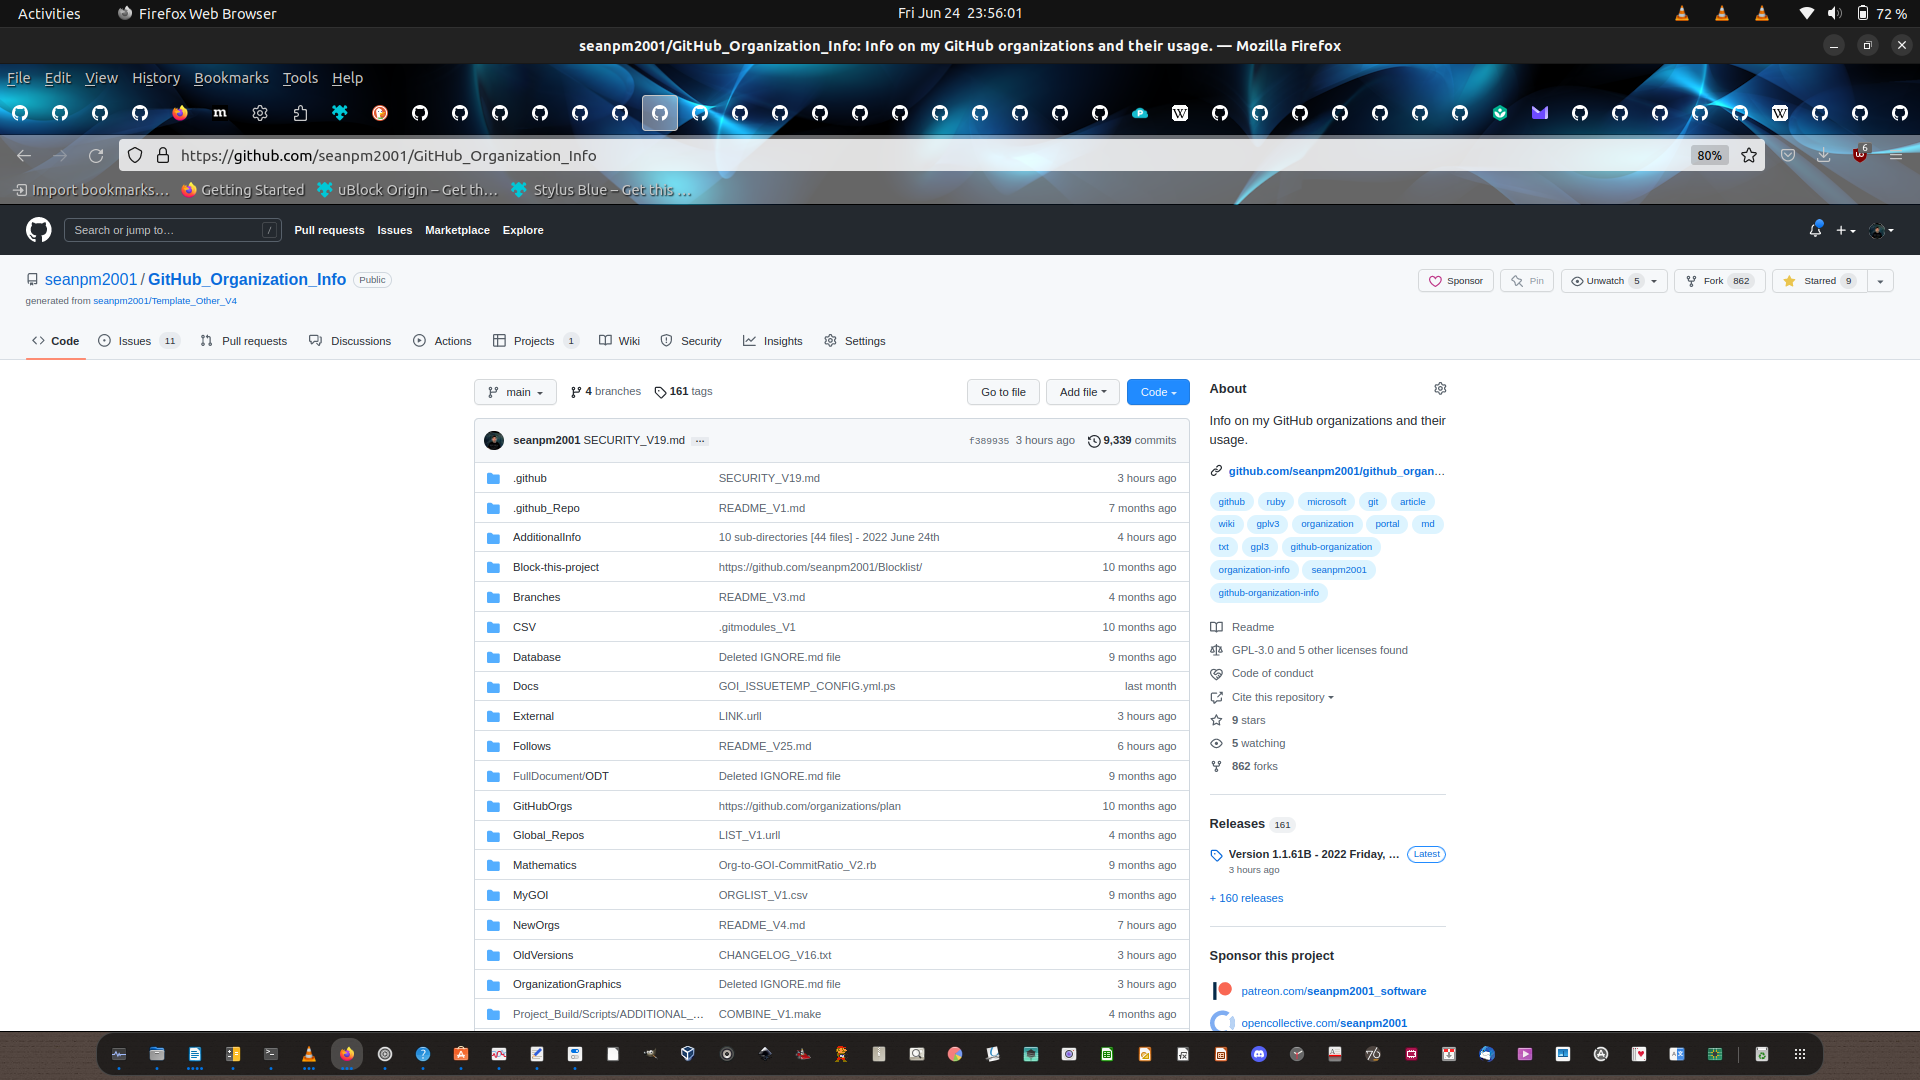 Activities Firefox Web Browser Fri Jun 24 23:56:01 72 %
seanpm2001/GitHub_Organization_Info: Info on my GitHub organizations and their usage. — Mozilla Firefox
File Edit View History Bookmarks Tools Help
https://github.com/seanpm2001/GitHub_Organization_Info 80% 6
Import bookmarks... Getting Started uBlock Origin – Get th... Stylus Blue – Get this ...
Search or jump to... / Pull requests Issues Marketplace Explore
seanpm2001 / GitHub_Organization_Info Public Sponsor Pin Unwatch 5 Fork 862 Starred 9
generated from seanpm2001/Template_Other_V4
Code Issues 11 Pull requests Discussions Actions Projects 1 Wiki Security Insights Settings
main 4 branches 161 tags Go to file Add file Code
seanpm2001 SECURITY_V19.md ... f389935 3 hours ago 9,339 commits
.github SECURITY_V19.md 3 hours ago
.github_Repo README_V1.md 7 months ago
AdditionalInfo 10 sub-directories [44 files] - 2022 June 24th 4 hours ago
Block-this-project https://github.com/seanpm2001/Blocklist/ 10 months ago
Branches README_V3.md 4 months ago
CSV .gitmodules_V1 10 months ago
Database Deleted IGNORE.md file 9 months ago
Docs GOI_ISSUETEMP_CONFIG.yml.ps last month
External LINK.urll 3 hours ago
Follows README_V25.md 6 hours ago
FullDocument/ODT Deleted IGNORE.md file 9 months ago
GitHubOrgs https://github.com/organizations/plan 10 months ago
Global_Repos LIST_V1.urll 4 months ago
Mathematics Org-to-GOI-CommitRatio_V2.rb 9 months ago
MyGOI ORGLIST_V1.csv 9 months ago
NewOrgs README_V4.md 7 hours ago
OldVersions CHANGELOG_V16.txt 3 hours ago
OrganizationGraphics Deleted IGNORE.md file 3 hours ago
Project_Build/Scripts/ADDITIONAL_... COMBINE_V1.make 4 months ago
About
Info on my GitHub organizations and their
usage.
github.com/seanpm2001/github_organ...
github ruby microsoft git article
wiki gplv3 organization portal md
txt gpl3 github-organization
organization-info seanpm2001
github-organization-info
Readme
GPL-3.0 and 5 other licenses found
Code of conduct
Cite this repository
9 stars
5 watching
862 forks
Releases 161
Version 1.1.61B - 2022 Friday, ... Latest
3 hours ago
+ 160 releases
Sponsor this project
patreon.com/seanpm2001_software
opencollective.com/seanpm2001